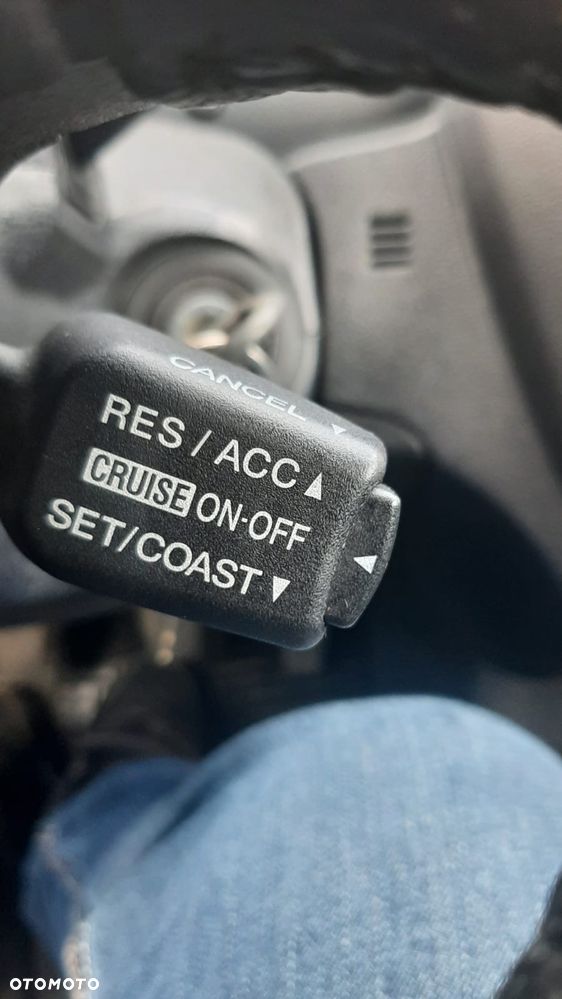 CANCEL ▼
RES / ACC ▲
CRUISE ON-OFF ◀
SET/COAST ▼
OTOMOTO